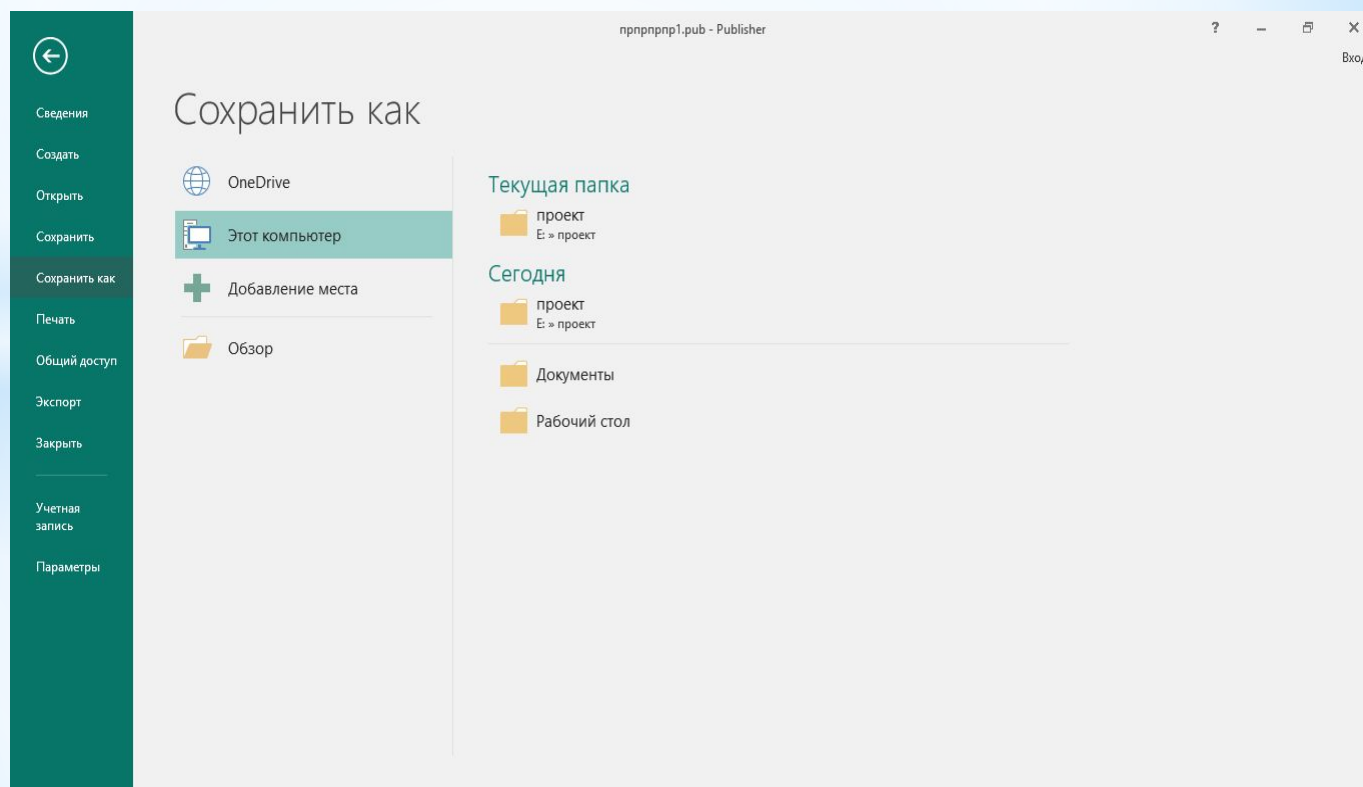 прпрпрпр1.pub - Publisher
?
Сохранить как
Сведения
Создать
Открыть
Сохранить
Сохранить как
Печать
Общий доступ
Экспорт
Закрыть
Учетная
запись
Параметры
OneDrive
Этот компьютер
Добавление места
Обзор
Текущая папка
проект
E: » проект
Сегодня
проект
E: » проект
Документы
Рабочий стол